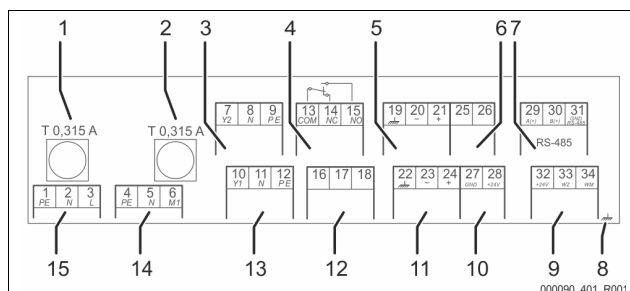 1 2 3 4 5 6 7
T 0,315 A T 0,315 A
7 8 9 13 14 15 19 20 21 25 26 29 30 31
Y2 N PE COM NC NO − + A(+) B(+) GND RS-485
RS-485
1 2 3 4 5 6 10 11 12 16 17 18 22 23 24 27 28 32 33 34
PE N L PE N M1 Y1 N PE − + GND +24V +24V WZ WM
15 14 13 12 11 10 9 8
000090_401_R001